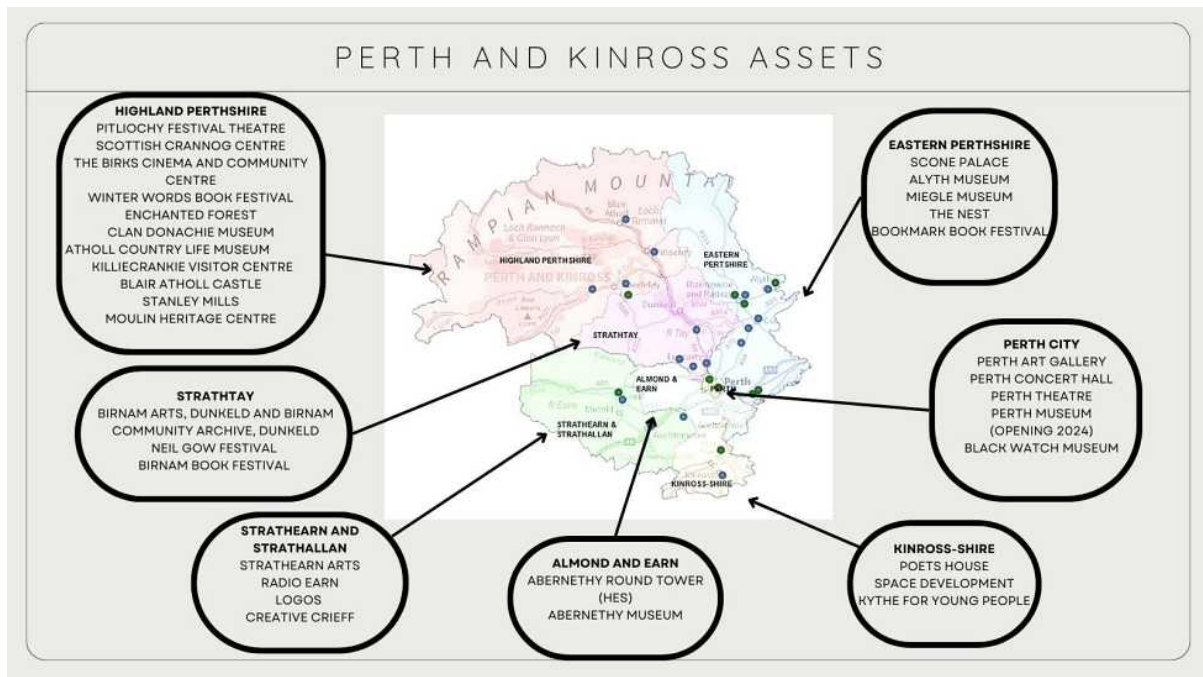 PERTH AND KINROSS ASSETS
HIGHLAND PERTHSHIRE
PITLIOCHY FESTIVAL THEATRE
SCOTTISH CRANNOG CENTRE
THE BIRKS CINEMA AND COMMUNITY
CENTRE
WINTER WORDS BOOK FESTIVAL
ENCHANTED FOREST
CLAN DONACHIE MUSEUM
ATHOLL COUNTRY LIFE MUSEUM
KILLIECRANKIE VISITOR CENTRE
BLAIR ATHOLL CASTLE
STANLEY MILLS
MOULIN HERITAGE CENTRE
STRATHTAY
BIRNAM ARTS, DUNKELD AND BIRNAM
COMMUNITY ARCHIVE, DUNKELD
NEIL GOW FESTIVAL
BIRNAM BOOK FESTIVAL
STRATHEARN AND
STRATHALLAN
STRATHEARN ARTS
RADIO EARN
LOGOS
CREATIVE CRIEFF
RAMPIAN MOUNTAI
Loch Rannoch
& Glen Lyon
HIGHLAND PERTHSHIRE
PERTH AND KINROSS
EASTERN
PERTSHIRE
Dunkeld
STRATHTAY
R Tay
ALMOND &
EARN
Perth
PERTH
STRATHEARN &
STRATHALLAN
KINROSS-SHIRE
ALMOND AND EARN
ABERNETHY ROUND TOWER
(HES)
ABERNETHY MUSEUM
EASTERN PERTHSHIRE
SCONE PALACE
ALYTH MUSEUM
MIEGLE MUSEUM
THE NEST
BOOKMARK BOOK FESTIVAL
PERTH CITY
PERTH ART GALLERY
PERTH CONCERT HALL
PERTH THEATRE
PERTH MUSEUM
(OPENING 2024)
BLACK WATCH MUSEUM
KINROSS-SHIRE
POETS HOUSE
SPACE DEVELOPMENT
KYTHE FOR YOUNG PEOPLE